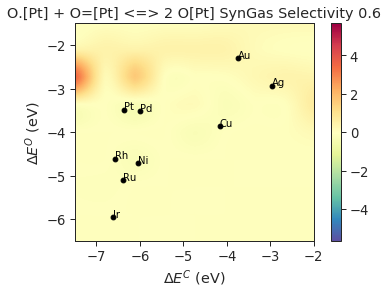 O.[Pt] + O=[Pt] <=> 2 O[Pt] SynGas Selectivity 0.6
−2
−3
−4
−5
−6
ΔE^O (eV)
Au
Ag
Pt
Pd
Cu
Rh
Ni
Ru
Ir
−7
−6
−5
−4
−3
−2
ΔE^C (eV)
4
2
0
−2
−4